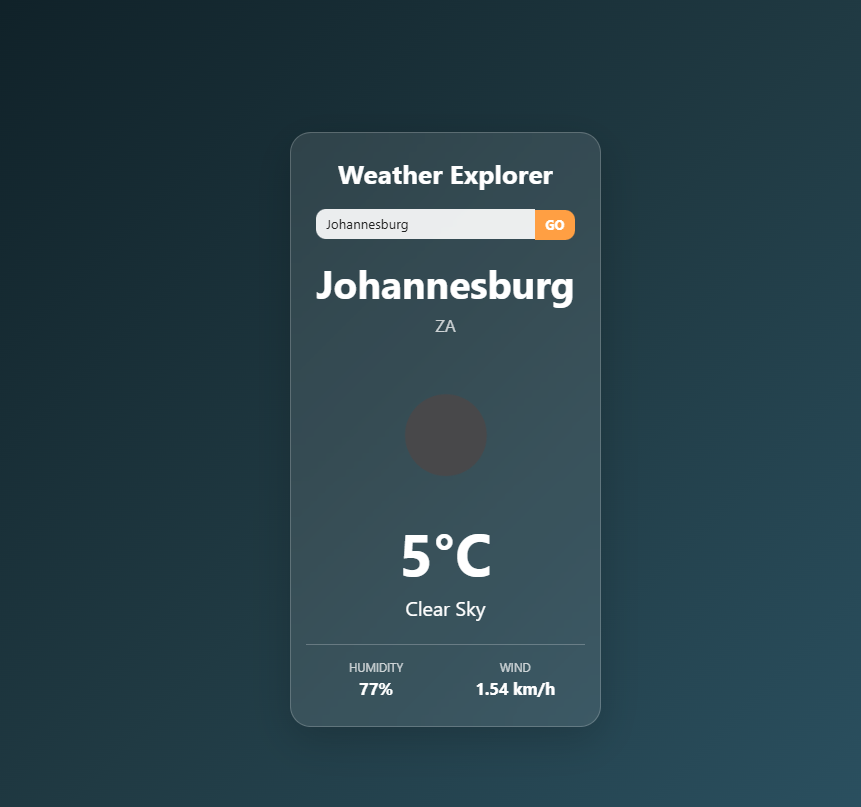 Weather Explorer
Johannesburg GO
Johannesburg
ZA
5°C
Clear Sky
HUMIDITY WIND
77% 1.54 km/h